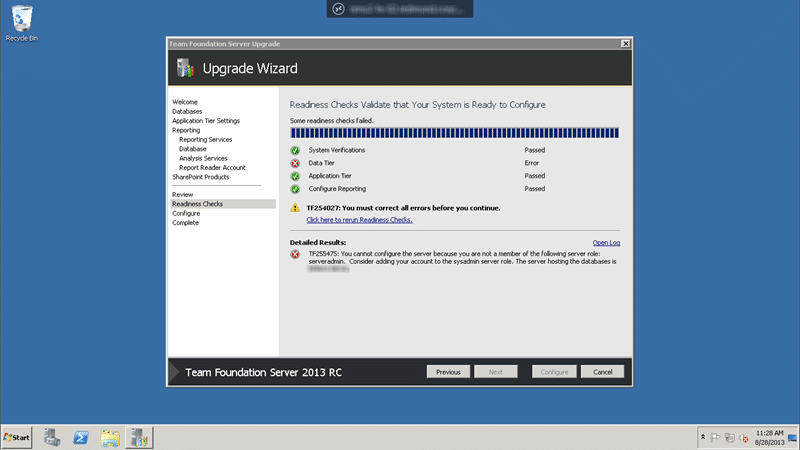 Recycle Bin
Team Foundation Server Upgrade
Upgrade Wizard
Welcome
Databases
Application Tier Settings
Reporting
Reporting Services
Database
Analysis Services
Report Reader Account
SharePoint Products
Review
Readiness Checks
Configure
Complete
Readiness Checks Validate that Your System is Ready to Configure
Some readiness checks failed.
System Verifications Passed
Data Tier Error
Application Tier Passed
Configure Reporting Passed
TF254027: You must correct all errors before you continue.
Click here to rerun Readiness Checks.
Detailed Results: Open Log
TF255475: You cannot configure the server because you are not a member of the following server role:
serveradmin. Consider adding your account to the sysadmin server role. The server hosting the databases is
Team Foundation Server 2013 RC
Previous Next Configure Cancel
Start
11:28 AM
8/28/2013